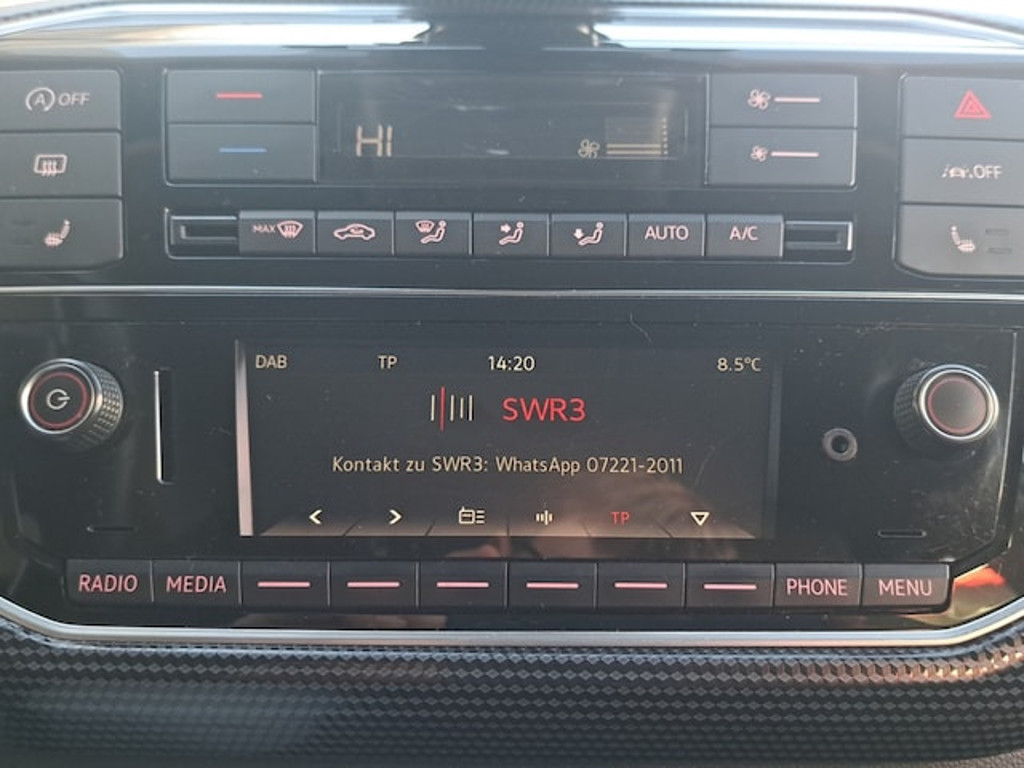 A OFF
HI
OFF
MAX
AUTO
A/C
DAB TP 14:20 8.5°C
SWR3
Kontakt zu SWR3: WhatsApp 07221-2011
TP
RADIO MEDIA PHONE MENU